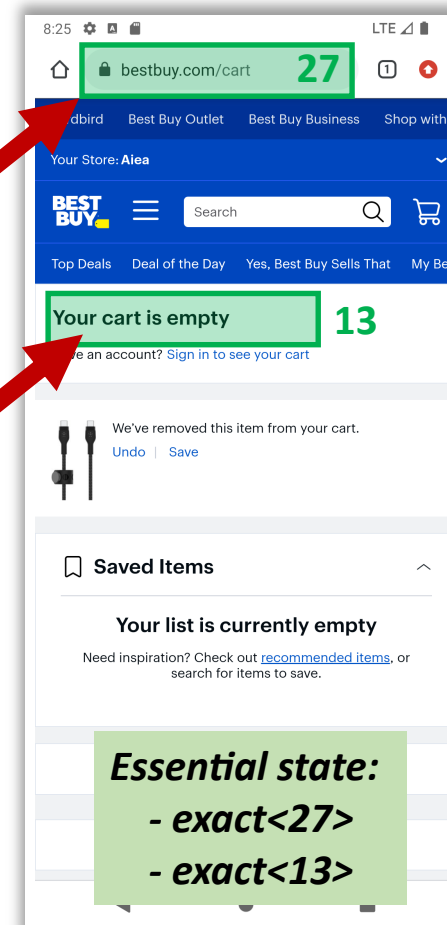 8:25 LTE
bestbuy.com/cart 27 1
Best Buy Outlet Best Buy Business Shop with
Your Store: Aiea
BEST BUY
Search
Top Deals Deal of the Day Yes, Best Buy Sells That My Be
Your cart is empty 13
an account? Sign in to see your cart
We've removed this item from your cart.
Undo | Save
Saved Items
Your list is currently empty
Need inspiration? Check out recommended items, or
search for items to save.
Essential state:
- exact<27>
- exact<13>